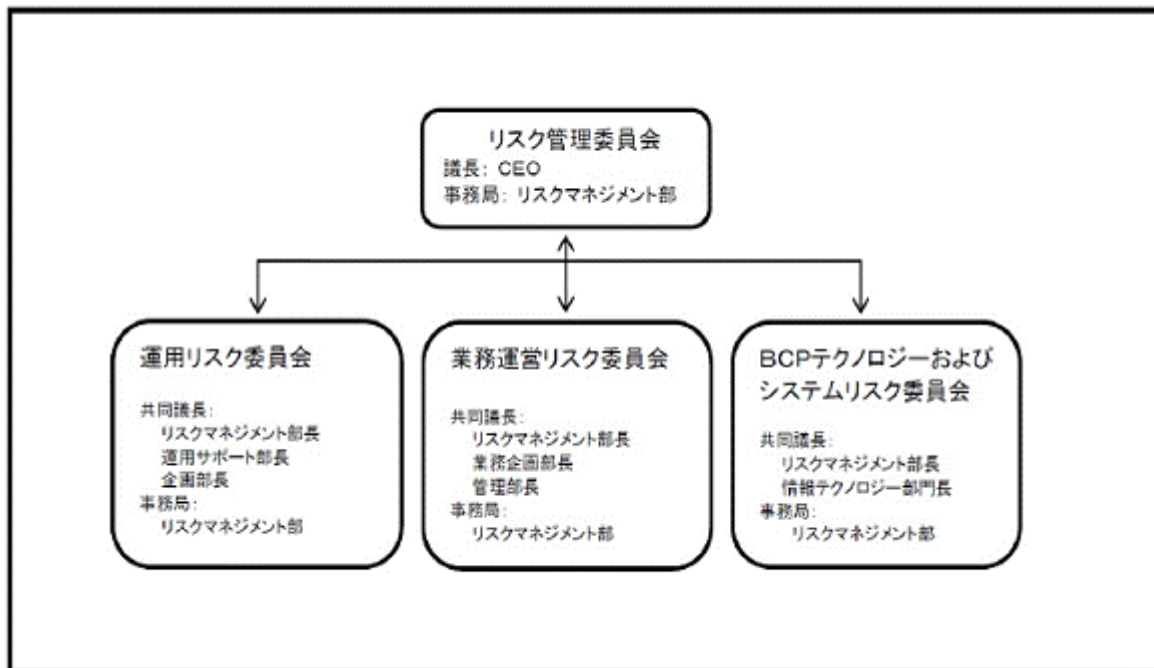 リスク管理委員会
議長: CEO
事務局: リスクマネジメント部
運用リスク委員会
共同議長:
リスクマネジメント部長
運用サポート部長
企画部長
事務局:
リスクマネジメント部
業務運営リスク委員会
共同議長:
リスクマネジメント部長
業務企画部長
管理部長
事務局:
リスクマネジメント部
BCPテクノロジーおよび
システムリスク委員会
共同議長:
リスクマネジメント部長
情報テクノロジー部門長
事務局:
リスクマネジメント部